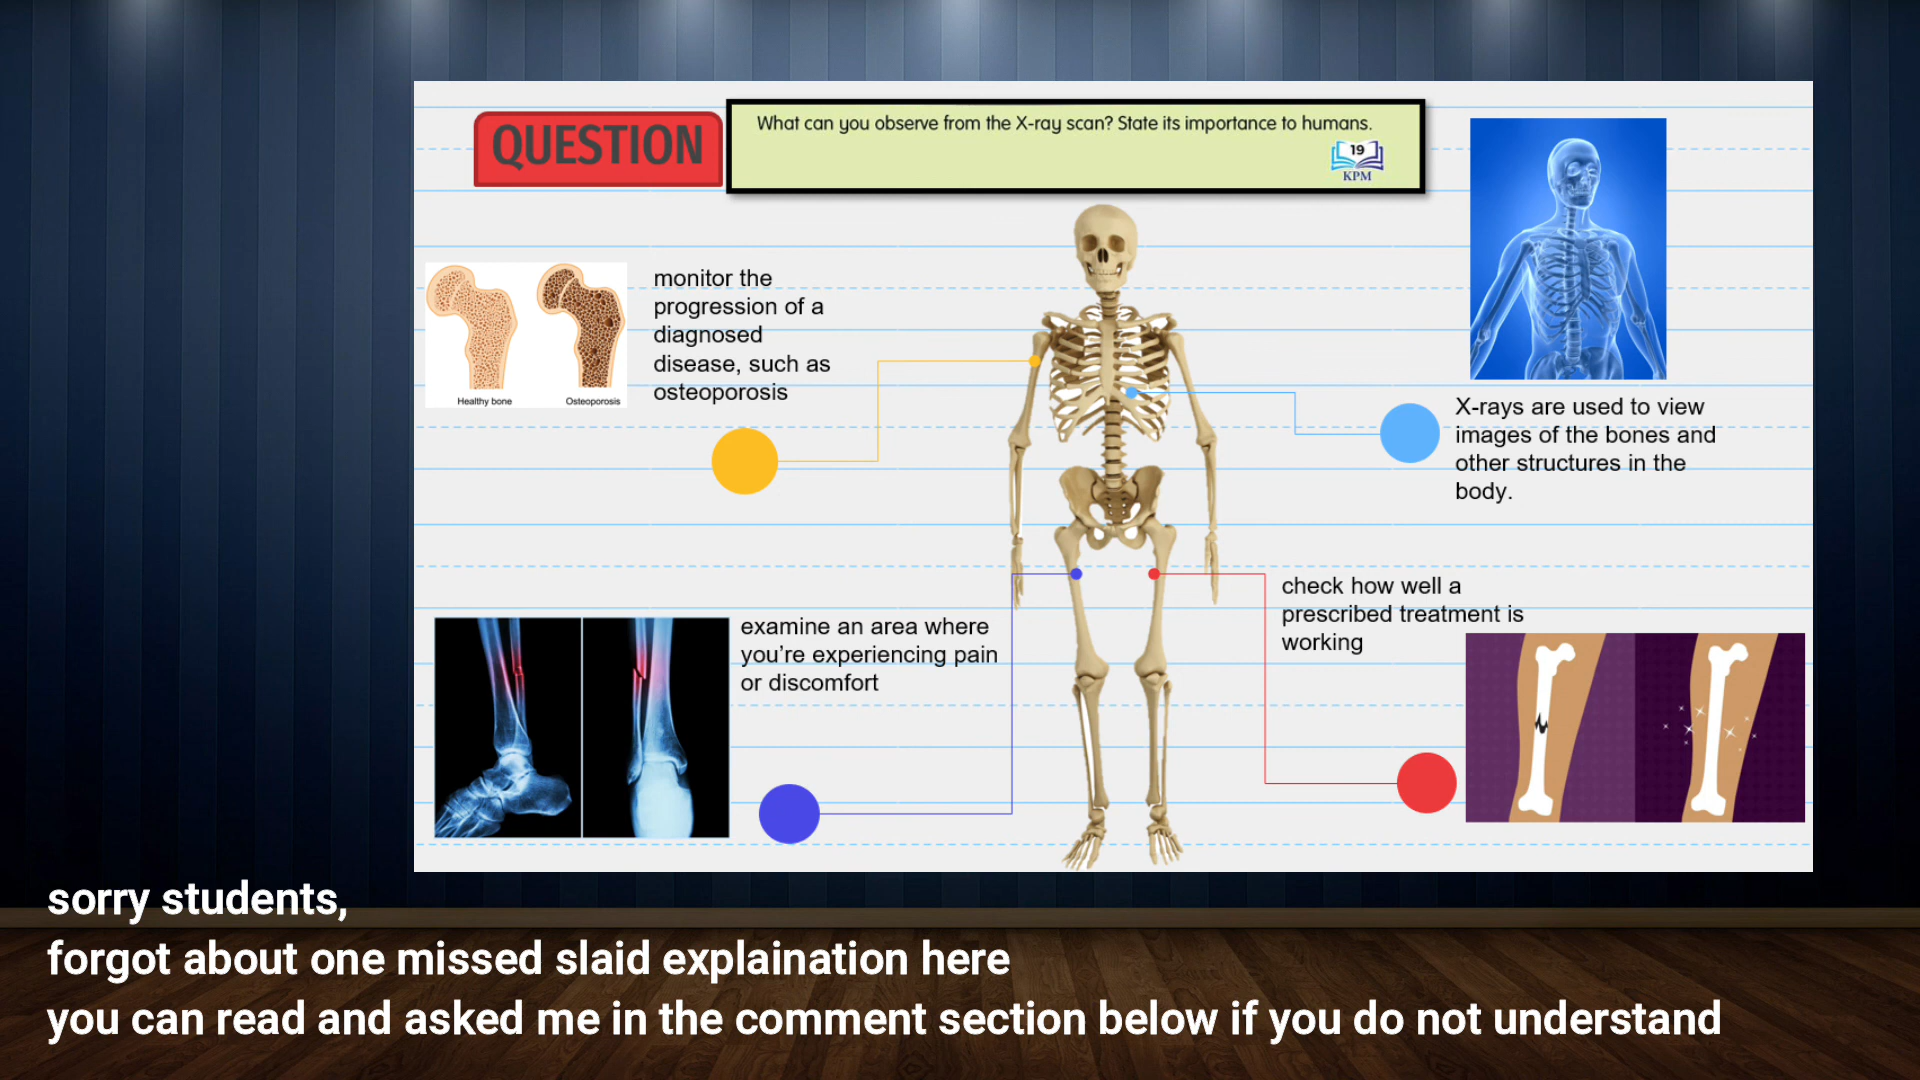 QUESTION
What can you observe from the X-ray scan? State its importance to humans.
19
KPM
monitor the
progression of a
diagnosed
disease, such as
osteoporosis
Healthy bone
Osteoporosis
X-rays are used to view
images of the bones and
other structures in the
body.
examine an area where
you're experiencing pain
or discomfort
check how well a
prescribed treatment is
working
sorry students,
forgot about one missed slaid explaination here
you can read and asked me in the comment section below if you do not understand